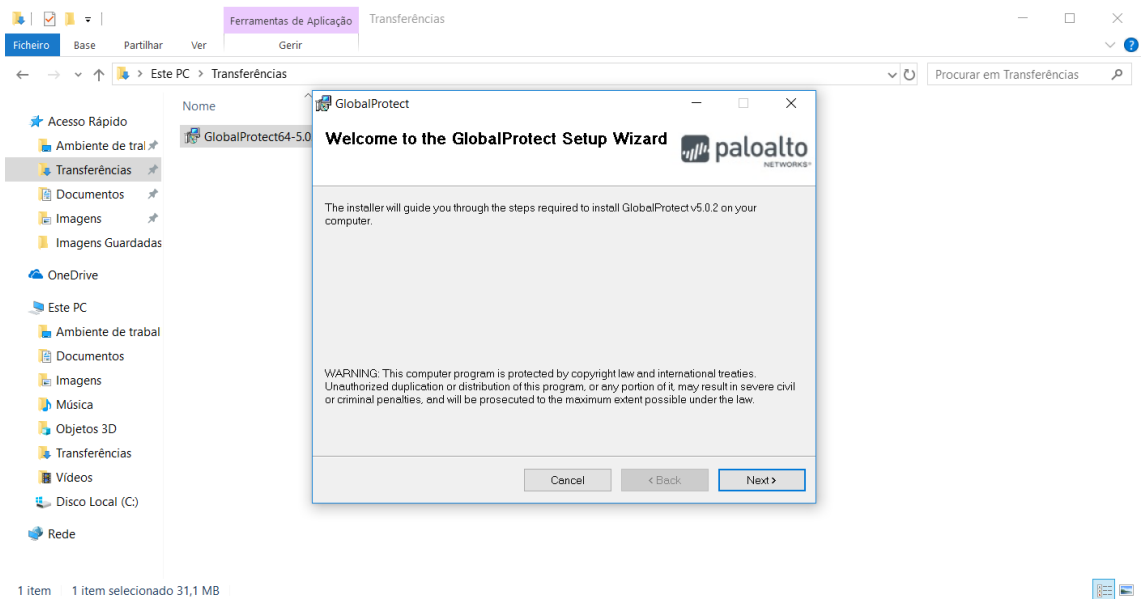 Ferramentas de Aplicação Transferências
Ficheiro Base Partilhar Ver Gerir
Este PC > Transferências Procurar em Transferências
Nome
Acesso Rápido
Ambiente de tral
Transferências
Documentos
Imagens
Imagens Guardadas
OneDrive
Este PC
Ambiente de trabal
Documentos
Imagens
Música
Objetos 3D
Transferências
Vídeos
Disco Local (C:)
Rede
GlobalProtect64-5.0
GlobalProtect
Welcome to the GlobalProtect Setup Wizard
paloalto
NETWORKS®
The installer will guide you through the steps required to install GlobalProtect v5.0.2 on your
computer.
WARNING: This computer program is protected by copyright law and international treaties.
Unauthorized duplication or distribution of this program, or any portion of it, may result in severe civil
or criminal penalties, and will be prosecuted to the maximum extent possible under the law.
Cancel < Back Next >
1 item 1 item selecionado 31,1 MB